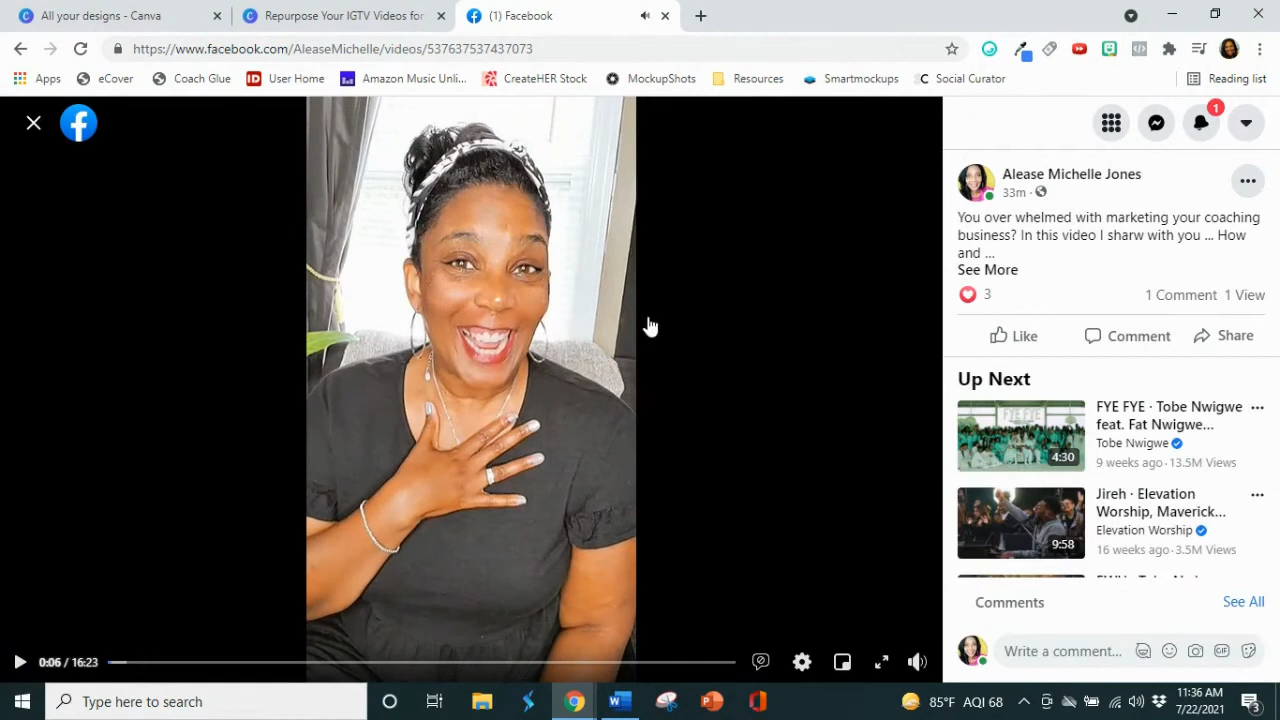 All your designs - Canva
Repurpose Your IGTV Videos for
(1) Facebook
https://www.facebook.com/AleaseMichelle/videos/537637537437073
Apps
eCover
Coach Glue
ID
User Home
Amazon Music Unli...
CreateHER Stock
MockupShots
Resources
Smartmockups
Social Curator
Reading list
1
Alease Michelle Jones
33m ·
You over whelmed with marketing your coaching
business? In this video I sharw with you ... How
and ...
See More
3
1 Comment 1 View
Like
Comment
Share
Up Next
FYE FYE
4:30
FYE FYE · Tobe Nwigwe
feat. Fat Nwigwe...
Tobe Nwigwe
9 weeks ago · 13.5M Views
9:58
Jireh · Elevation
Worship, Maverick...
Elevation Worship
16 weeks ago · 3.5M Views
Comments
See All
Write a comment...
GIF
0:06 / 16:23
Type here to search
85°F AQI 68
11:36 AM
7/22/2021
3